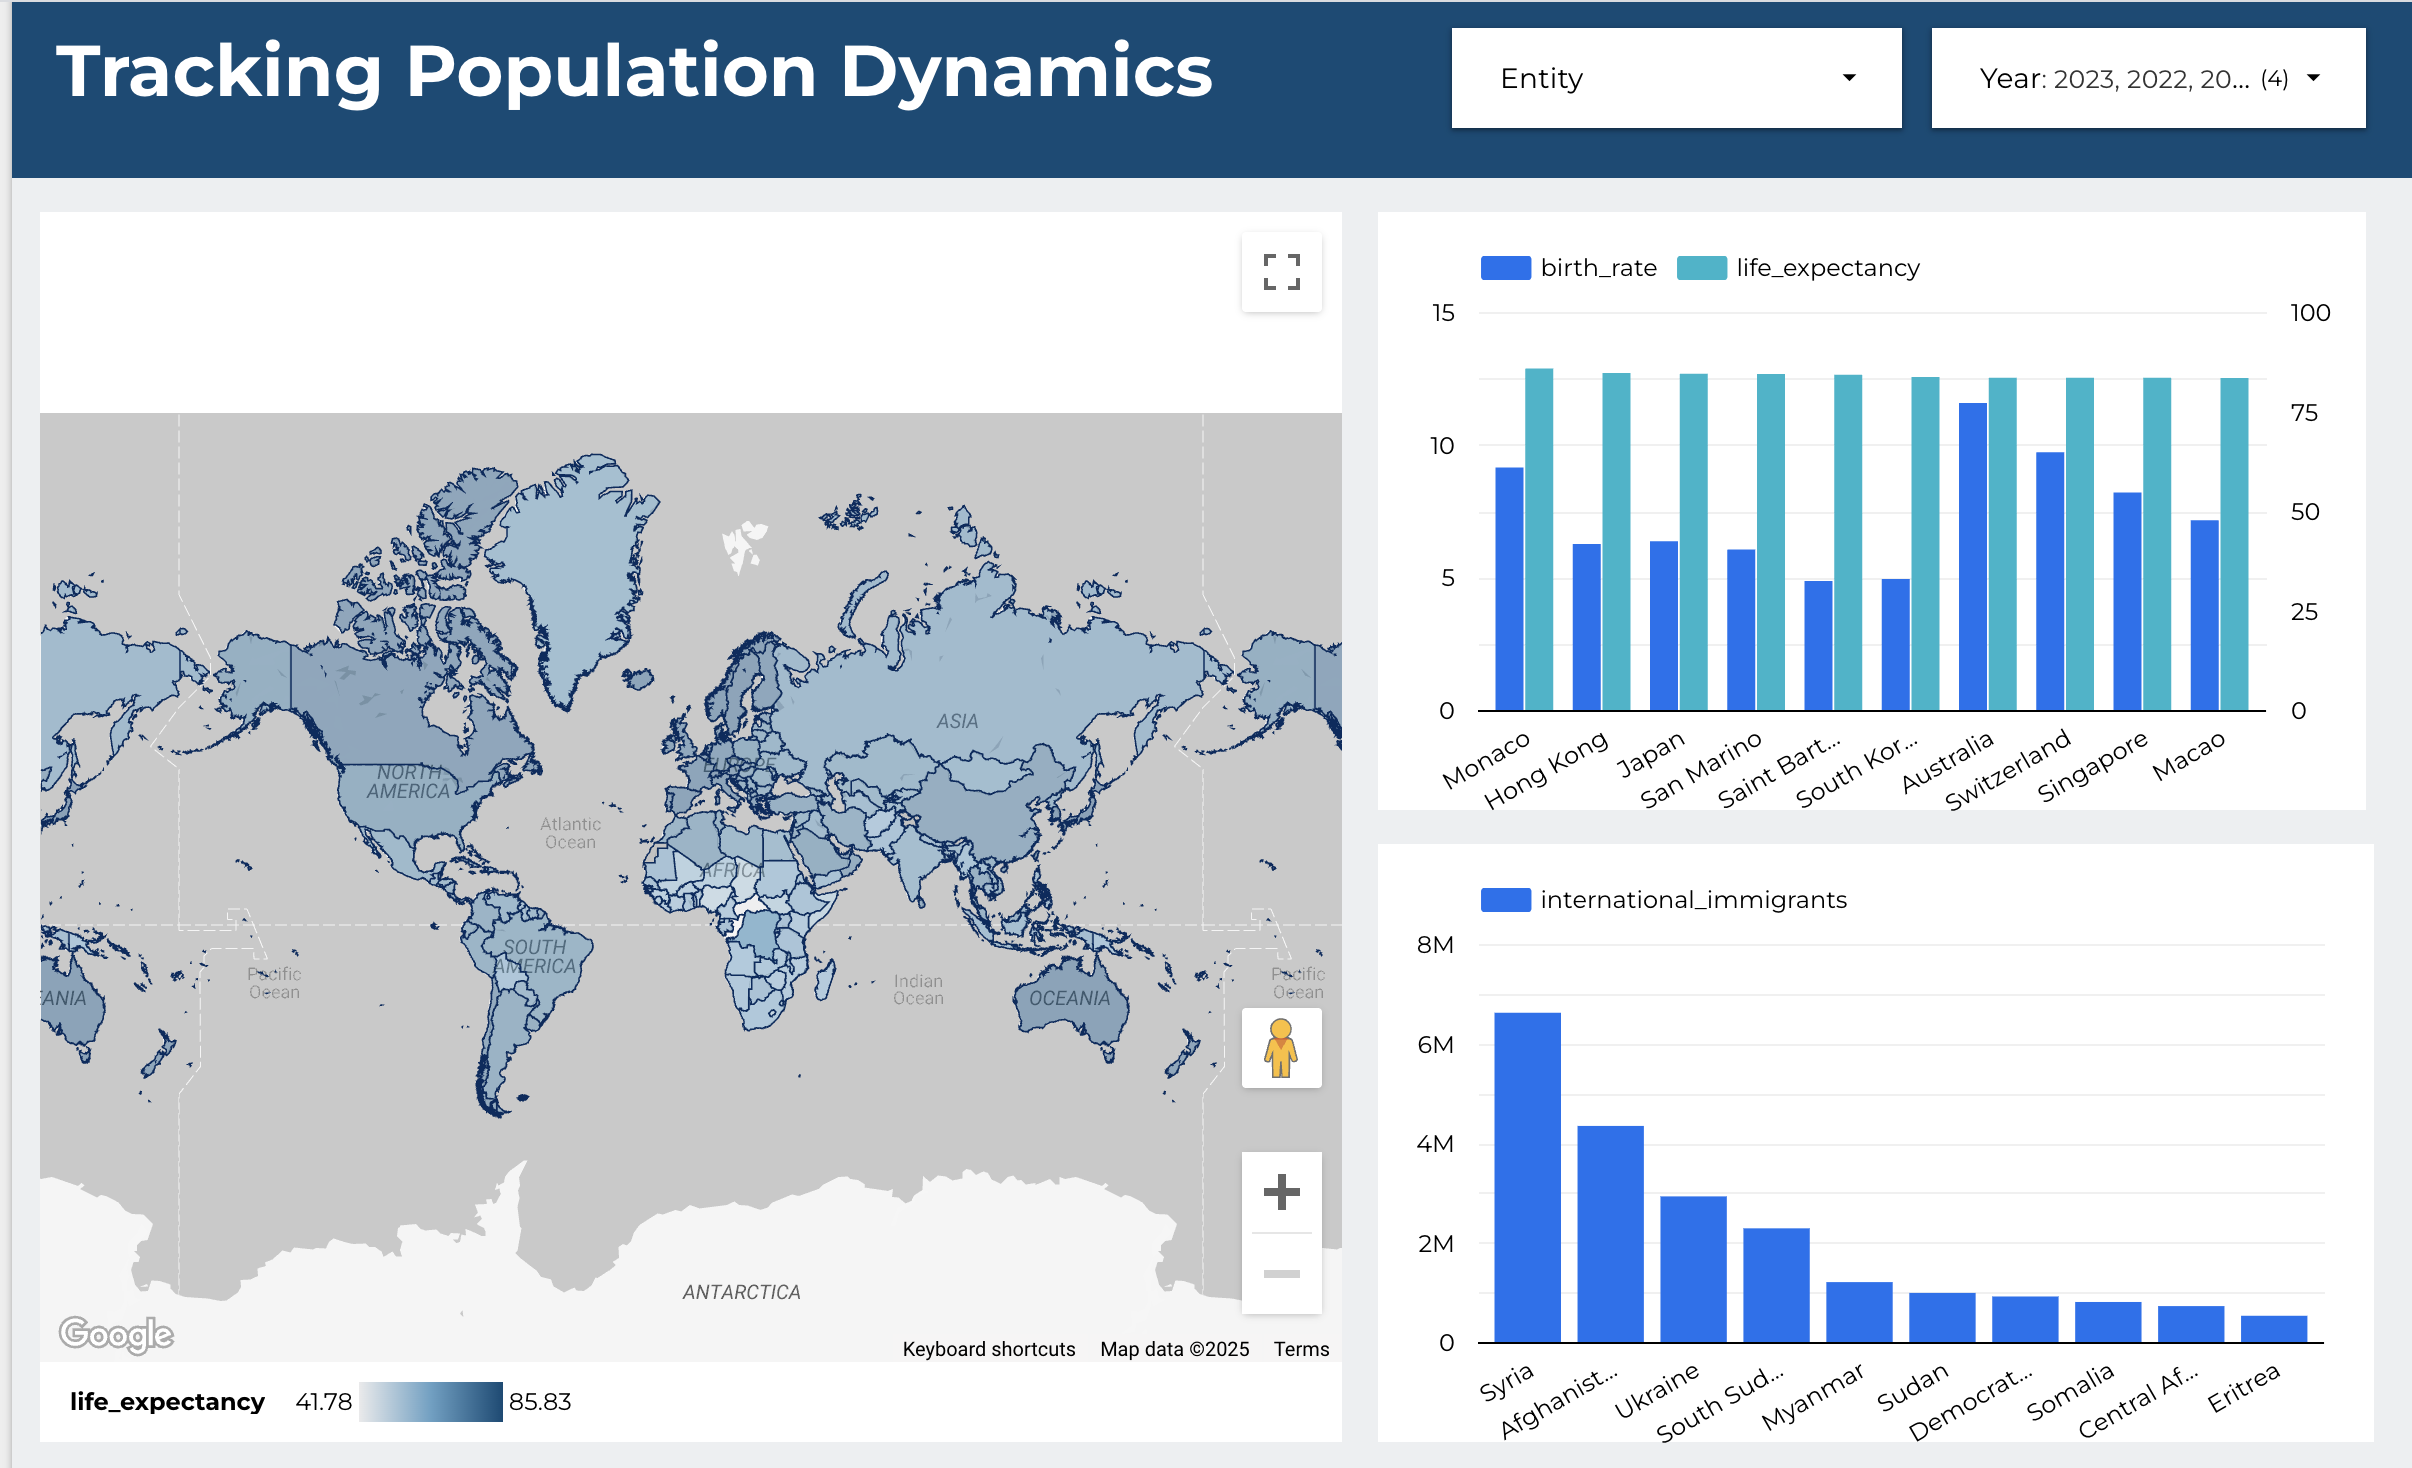 Tracking Population Dynamics
Entity
Year: 2023, 2022, 20... (4)
NORTH
AMERICA
Atlantic
Ocean
EUROPE
ASIA
AFRICA
SOUTH
AMERICA
Pacific
Ocean
Indian
Ocean
OCEANIA
EANIA
Pacific
Ocean
ANTARCTICA
Google
Keyboard shortcuts
Map data ©2025
Terms
life_expectancy
41.78
85.83
birth_rate
life_expectancy
15
10
5
0
100
75
50
25
0
Monaco
Hong Kong
Japan
San Marino
Saint Bart...
South Kor...
Australia
Switzerland
Singapore
Macao
international_immigrants
8M
6M
4M
2M
0
Syria
Afghanist...
Ukraine
South Sud...
Myanmar
Sudan
Democrat...
Somalia
Central Af...
Eritrea